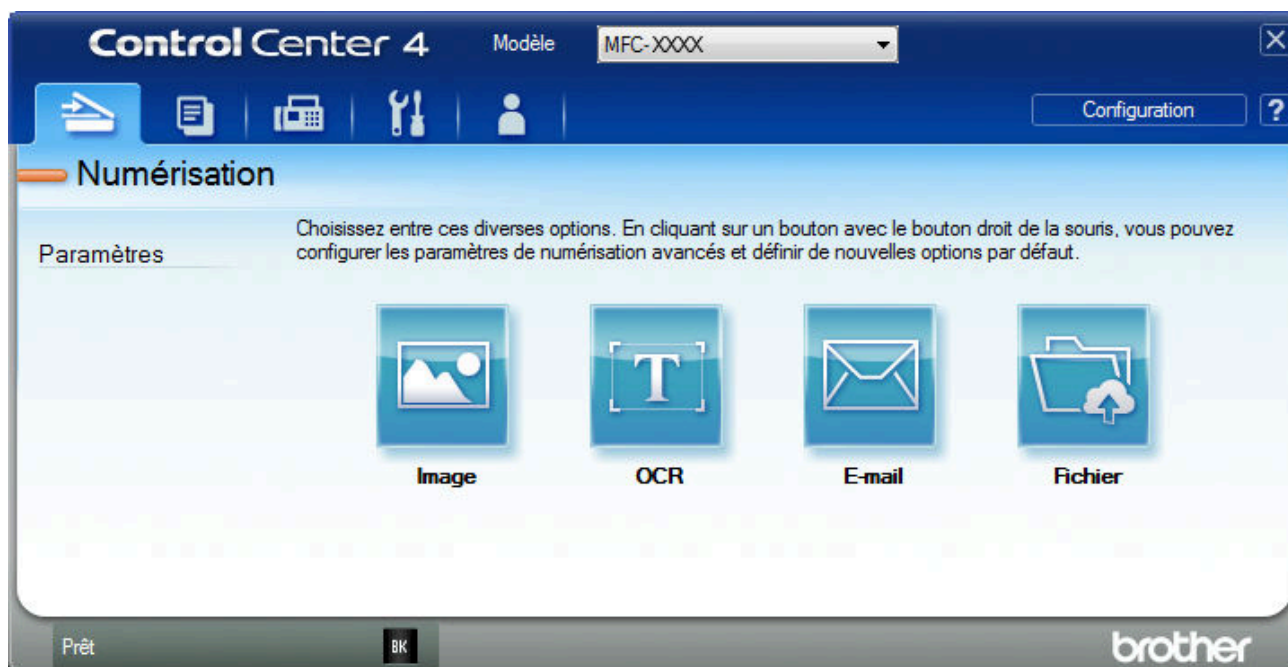 Control Center 4 Modèle MFC-XXXX
Configuration ?
Numérisation
Choisissez entre ces diverses options. En cliquant sur un bouton avec le bouton droit de la souris, vous pouvez
configurer les paramètres de numérisation avancés et définir de nouvelles options par défaut.
Paramètres
T
Image OCR E-mail Fichier
Prêt BK brother